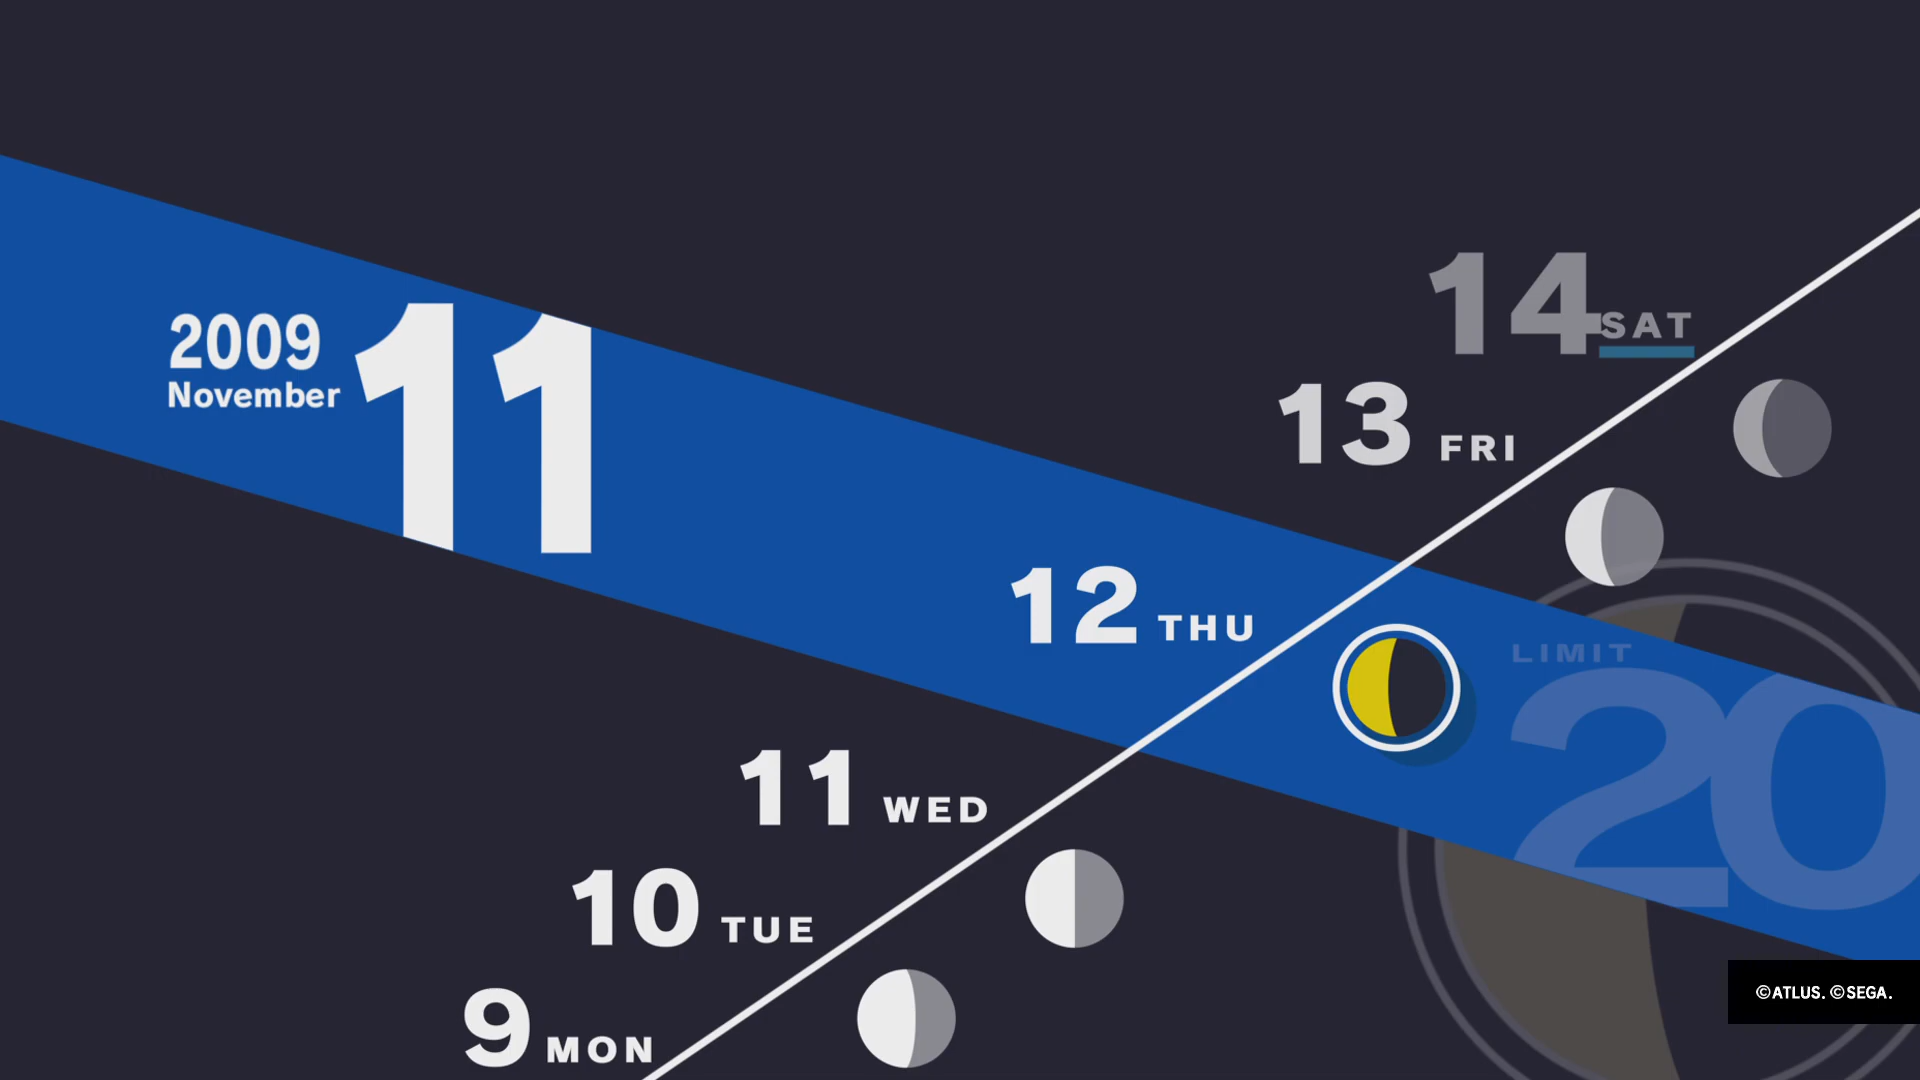 2009
November
11
14 SAT
13 FRI
12 THU
LIMIT
20
11 WED
10 TUE
9 MON
©ATLUS. ©SEGA.